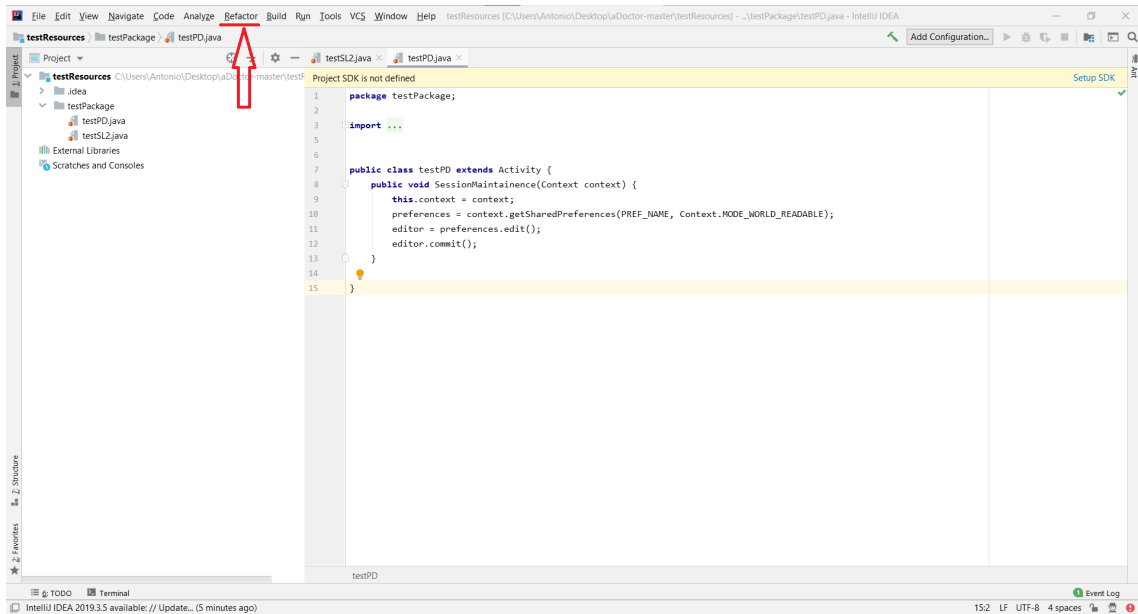 File Edit View Navigate Code Analyze Refactor Build Run Tools VCS Window Help testResources [C:\Users\Antonio\Desktop\aDoctor-master\testResources] - ...\testPackage\testPD.java - IntelliJ IDEA
testResources testPackage testPD.java Add Configuration...
Project testSL2.java testPD.java
1: Project
Ant
testResources C:\Users\Antonio\Desktop\aDoctor-master\testR
.idea
testPackage
testPD.java
testSL2.java
External Libraries
Scratches and Consoles
Project SDK is not defined Setup SDK
1 package testPackage;
2
3 import ...
5
6
7 public class testPD extends Activity {
8 public void SessionMaintainence(Context context) {
9 this.context = context;
10 preferences = context.getSharedPreferences(PREF_NAME, Context.MODE_WORLD_READABLE);
11 editor = preferences.edit();
12 editor.commit();
13 }
14
15 }
7: Structure
2: Favorites
testPD
6: TODO Terminal 1 Event Log
IntelliJ IDEA 2019.3.5 available: // Update... (5 minutes ago) 15:2 LF UTF-8 4 spaces